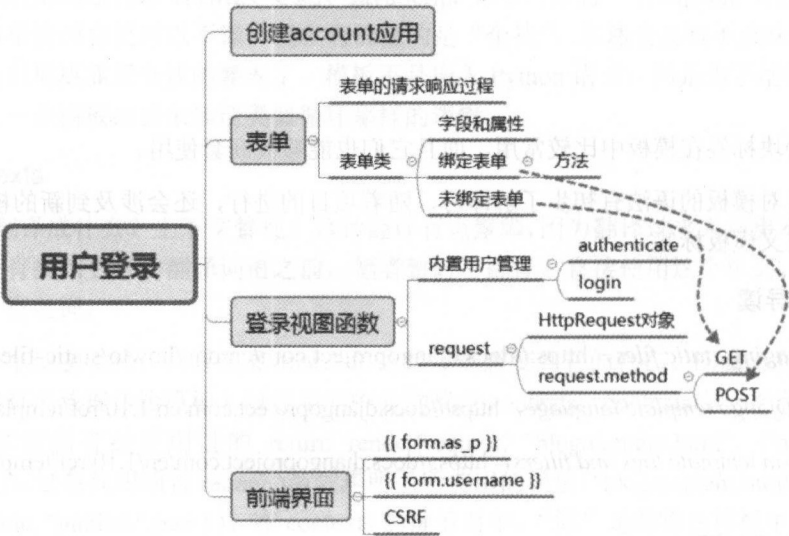 创建account应用
表单的请求响应过程
表单
字段和属性
表单类
绑定表单
方法
未绑定表单
用户登录
authenticate
内置用户管理
login
登录视图函数
HttpRequest对象
request
GET
request.method
POST
{{ form.as_p }}
{{ form.username }}
前端界面
CSRF